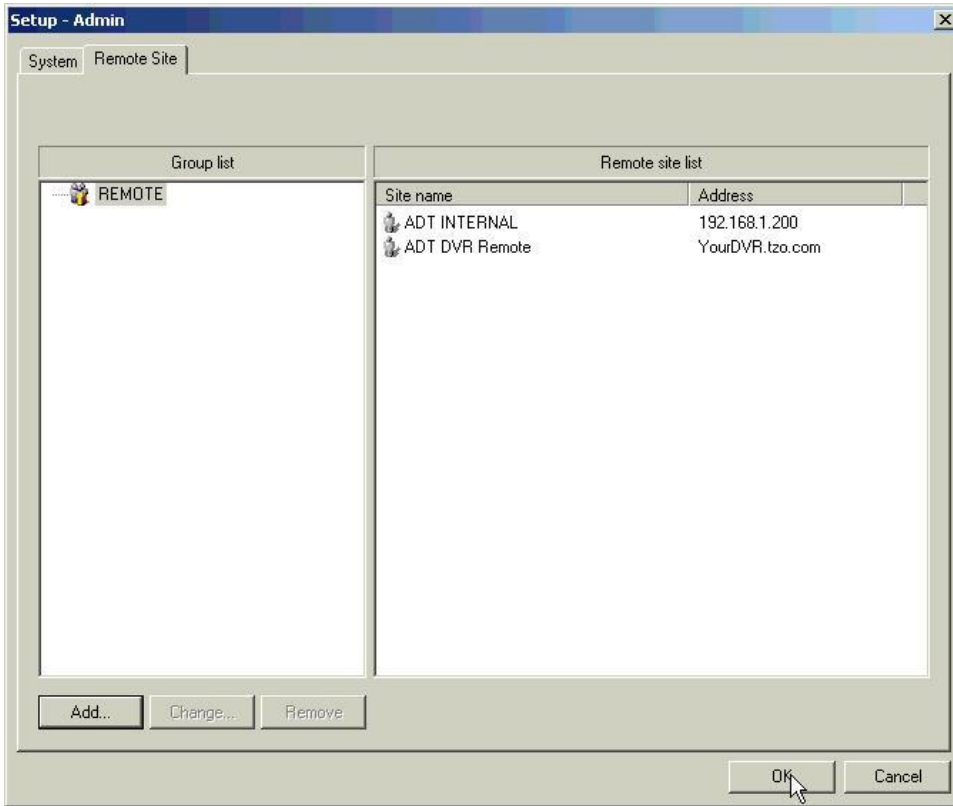 Setup - Admin
System Remote Site
Group list Remote site list
REMOTE Site name Address
ADT INTERNAL 192.168.1.200
ADT DVR Remote YourDVR.tzo.com
Add... Change... Remove
OK Cancel